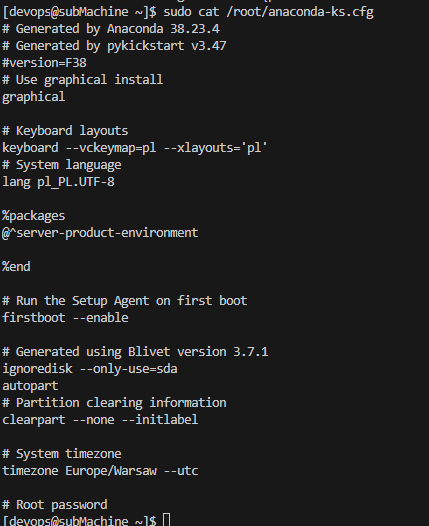 [devops@subMachine ~]$ sudo cat /root/anaconda-ks.cfg
# Generated by Anaconda 38.23.4
# Generated by pykickstart v3.47
#version=F38
# Use graphical install
graphical

# Keyboard layouts
keyboard --vckeymap=pl --xlayouts='pl'
# System language
lang pl_PL.UTF-8

%packages
@^server-product-environment

%end

# Run the Setup Agent on first boot
firstboot --enable

# Generated using Blivet version 3.7.1
ignoredisk --only-use=sda
autopart
# Partition clearing information
clearpart --none --initlabel

# System timezone
timezone Europe/Warsaw --utc

# Root password
[devops@subMachine ~]$